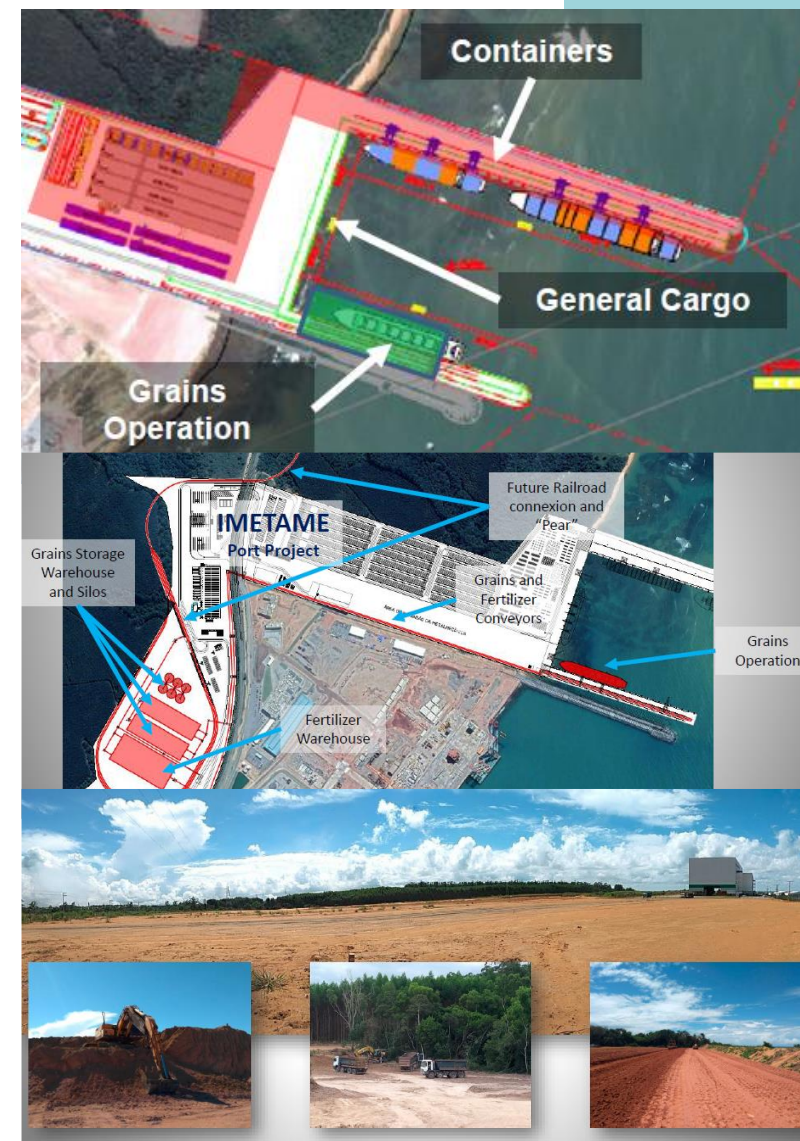 Containers
General Cargo
Grains
Operation
Future Railroad
connexion and
“Pear”
IMETAME
Port Project
Grains Storage
Warehouse
and Silos
Grains and
Fertilizer
Conveyors
Grains
Operation
Fertilizer
Warehouse